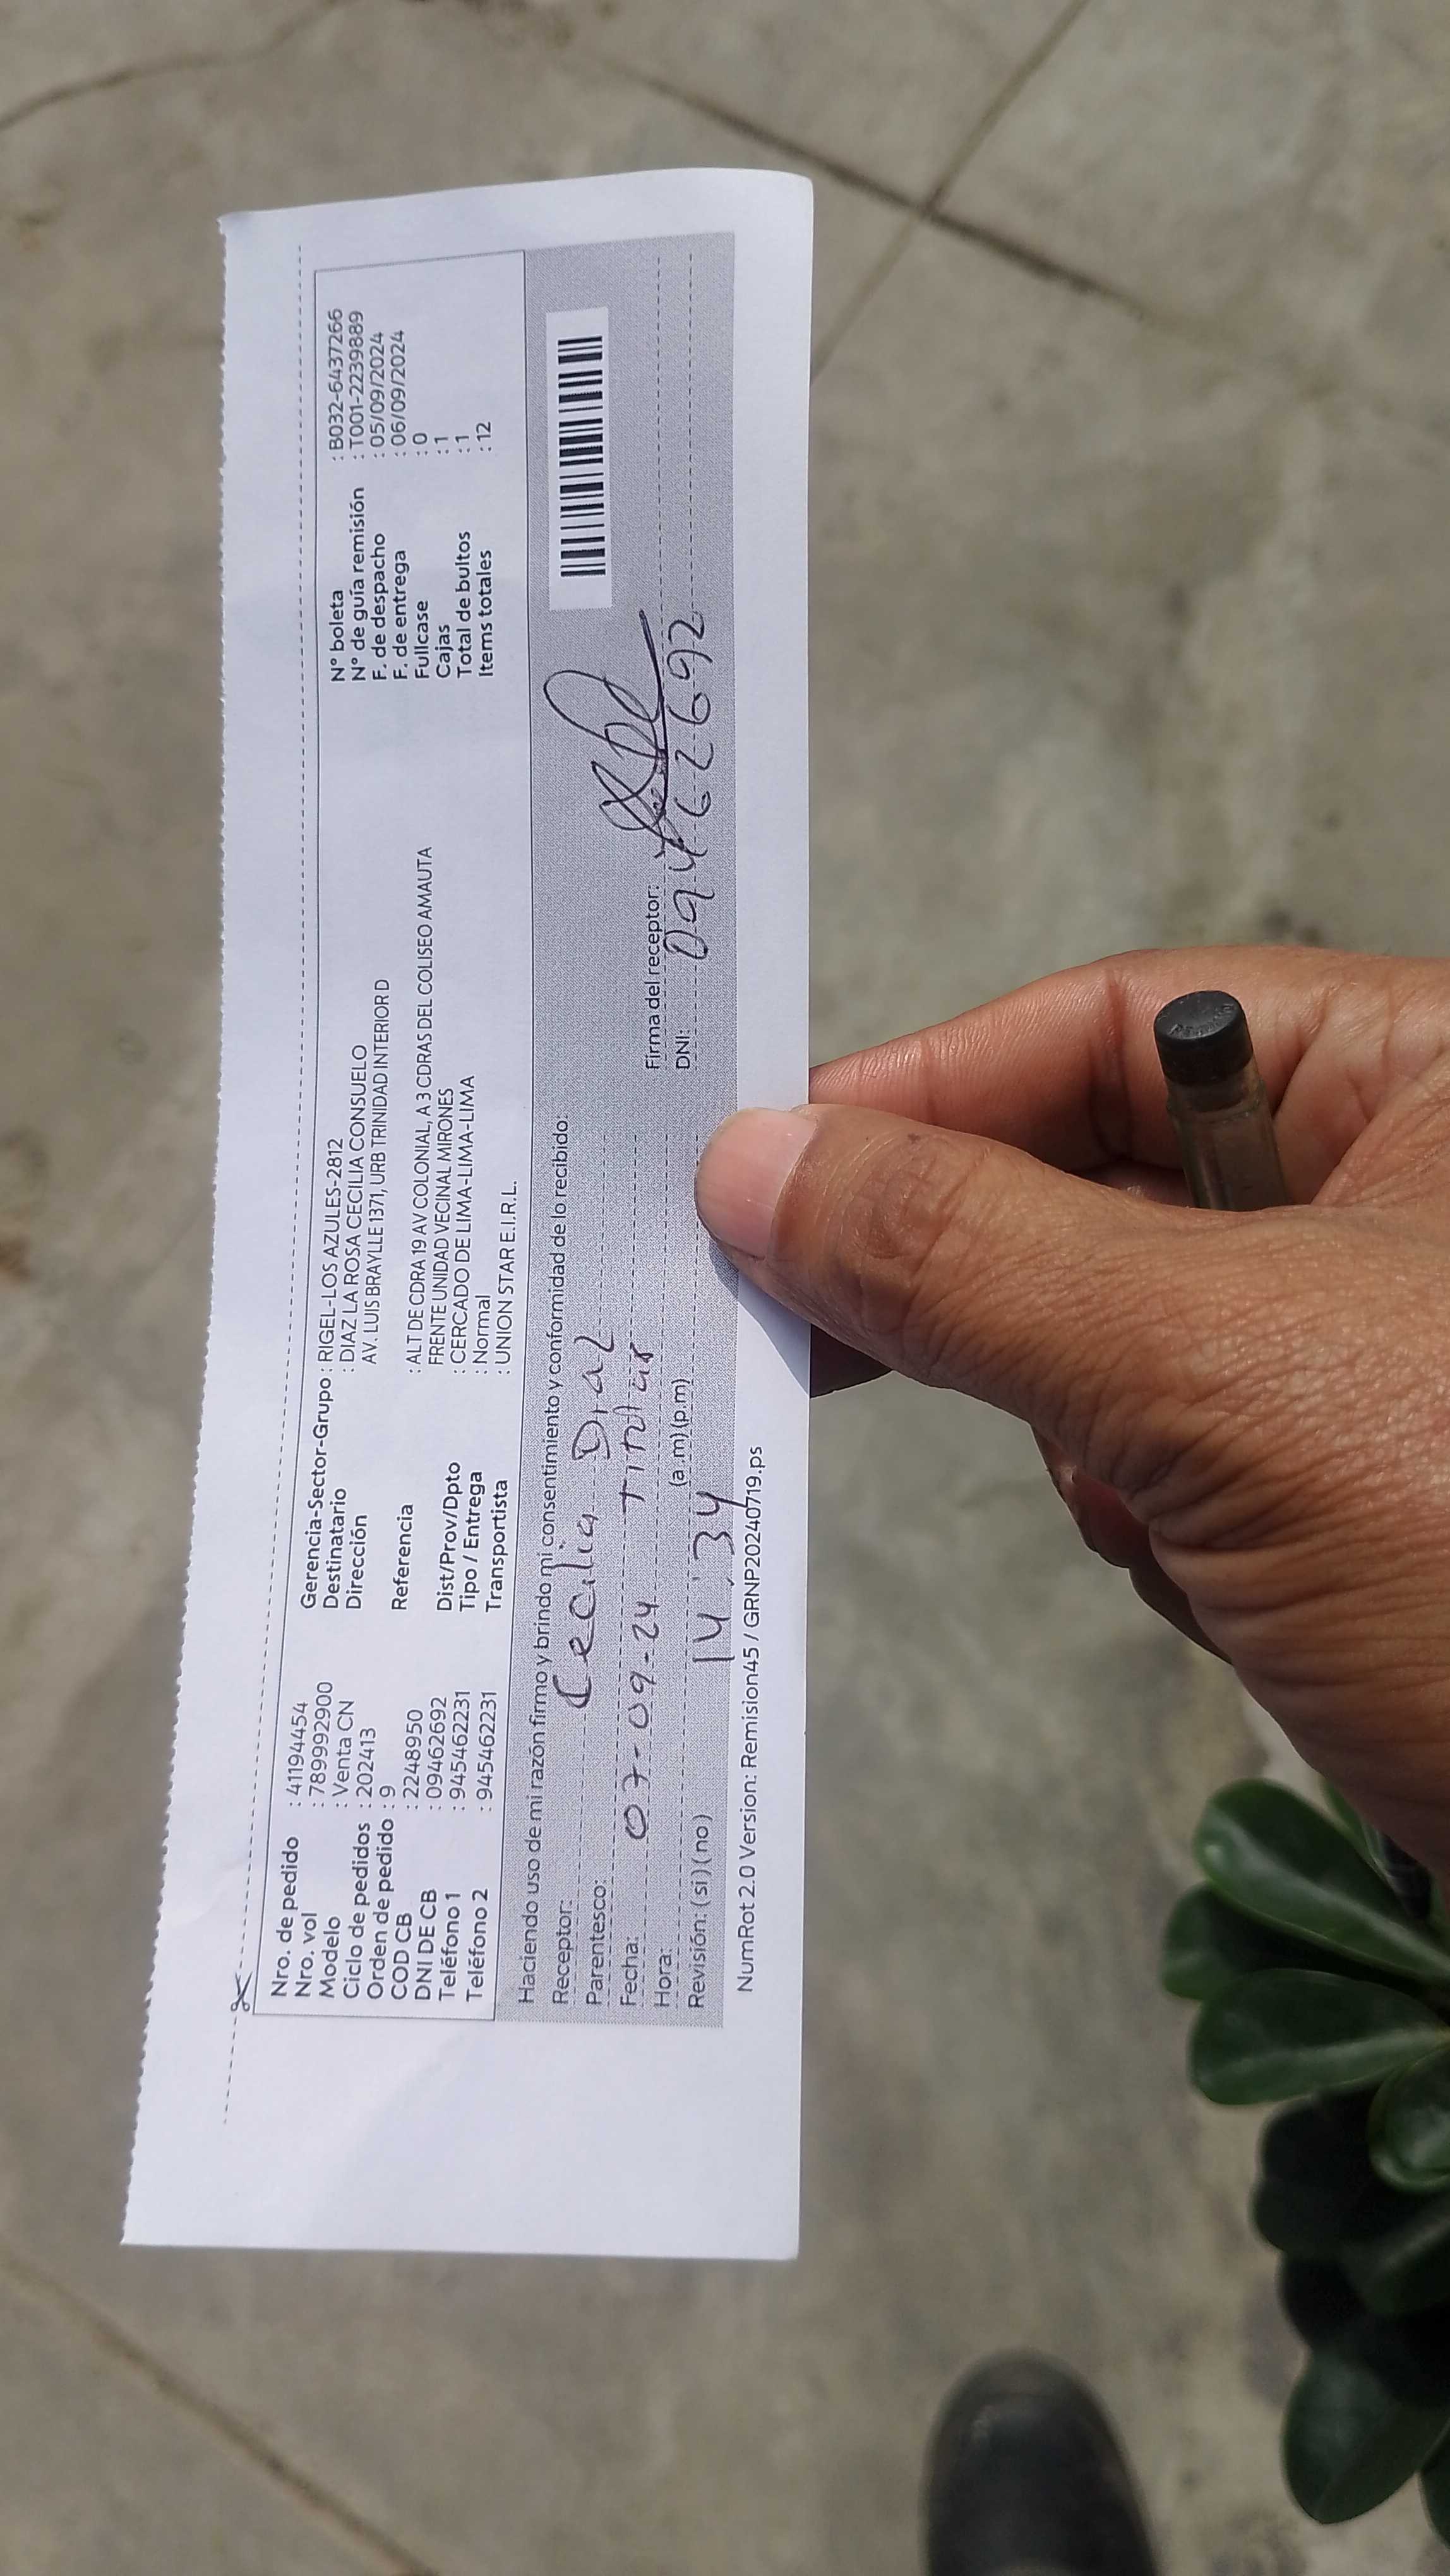 Nro. de pedido : 41194454
Nro. vol : 789992900
Modelo : Venta CN
Ciclo de pedidos : 202413
Orden de pedido : 9
COD CB : 2248950
DNI DE CB : 09462692
Teléfono 1 : 945462231
Teléfono 2 : 945462231
Gerencia-Sector-Grupo : RIGEL-LOS AZULES-2812
Destinatario : DIAZ LA ROSA CECILIA CONSUELO
Dirección AV. LUIS BRAYLLE 1371, URB TRINIDAD INTERIOR D
Referencia : ALT DE CDRA 19 AV COLONIAL, A 3 CDRAS DEL COLISEO AMAUTA
FRENTE UNIDAD VECINAL MIRONES
Dist/Prov/Dpto : CERCADO DE LIMA-LIMA-LIMA
Tipo / Entrega : Normal
Transportista : UNION STAR E.I.R.L.
N° boleta : B032-6437266
N° de guía remisión : T001-2239889
F. de despacho : 05/09/2024
F. de entrega : 06/09/2024
Fullcase : 0
Cajas : 1
Total de bultos : 1
Items totales : 12
Haciendo uso de mi razón firmo y brindo mi consentimiento y conformidad de lo recibido:
Receptor: Cecilia Diaz
Parentesco: Titular
Fecha: 07-09-24
Hora: 14:34 (a.m) (p.m)
Revisión: (si) (no)
Firma del receptor:
DNI: 09462692
NumRot 2.0 Version: Remision45 / GRNP20240719.ps